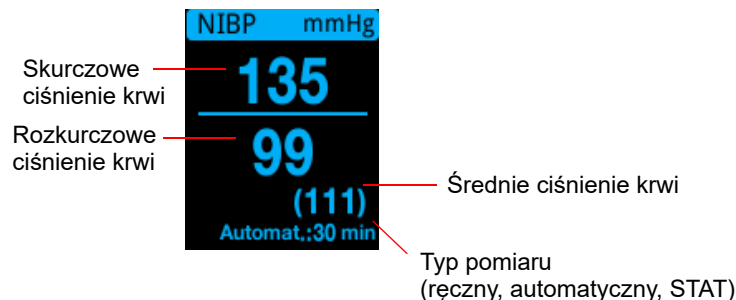 NIBP mmHg
Skurczowe
ciśnienie krwi
135
Rozkurczowe
ciśnienie krwi
99
(111)
Średnie ciśnienie krwi
Automat.:30 min
Typ pomiaru
(ręczny, automatyczny, STAT)